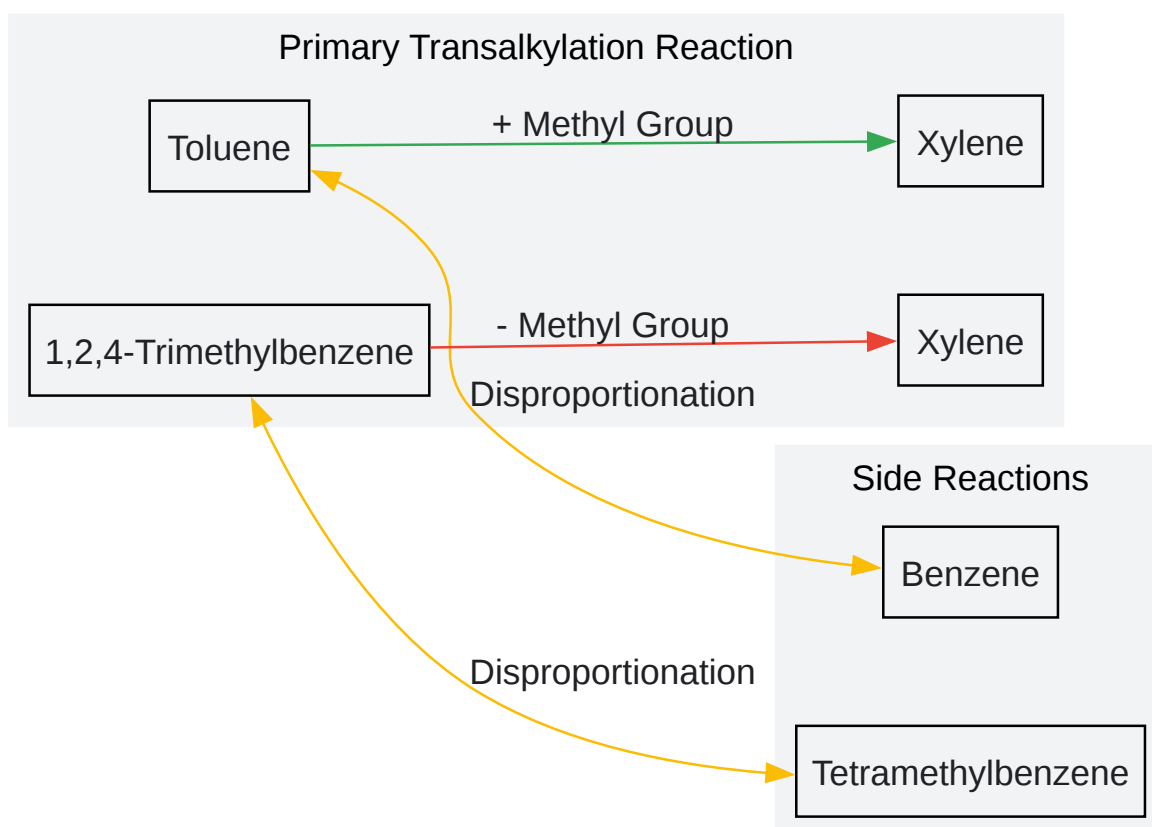 Primary Transalkylation Reaction
Toluene
+ Methyl Group
Xylene
1,2,4-Trimethylbenzene
- Methyl Group
Xylene
Disproportionation
Side Reactions
Benzene
Disproportionation
Tetramethylbenzene